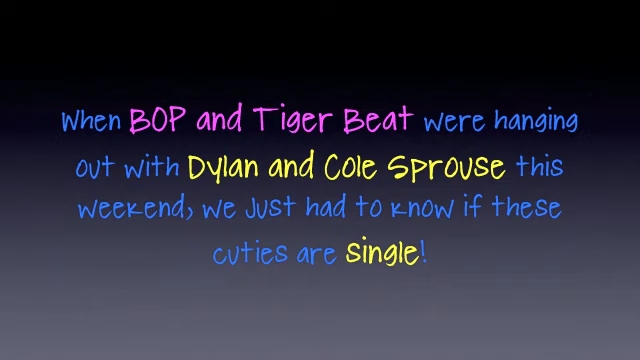 When BOP and Tiger Beat were hanging
out with Dylan and Cole Sprouse this
weekend, we just had to know if these
cuties are single!